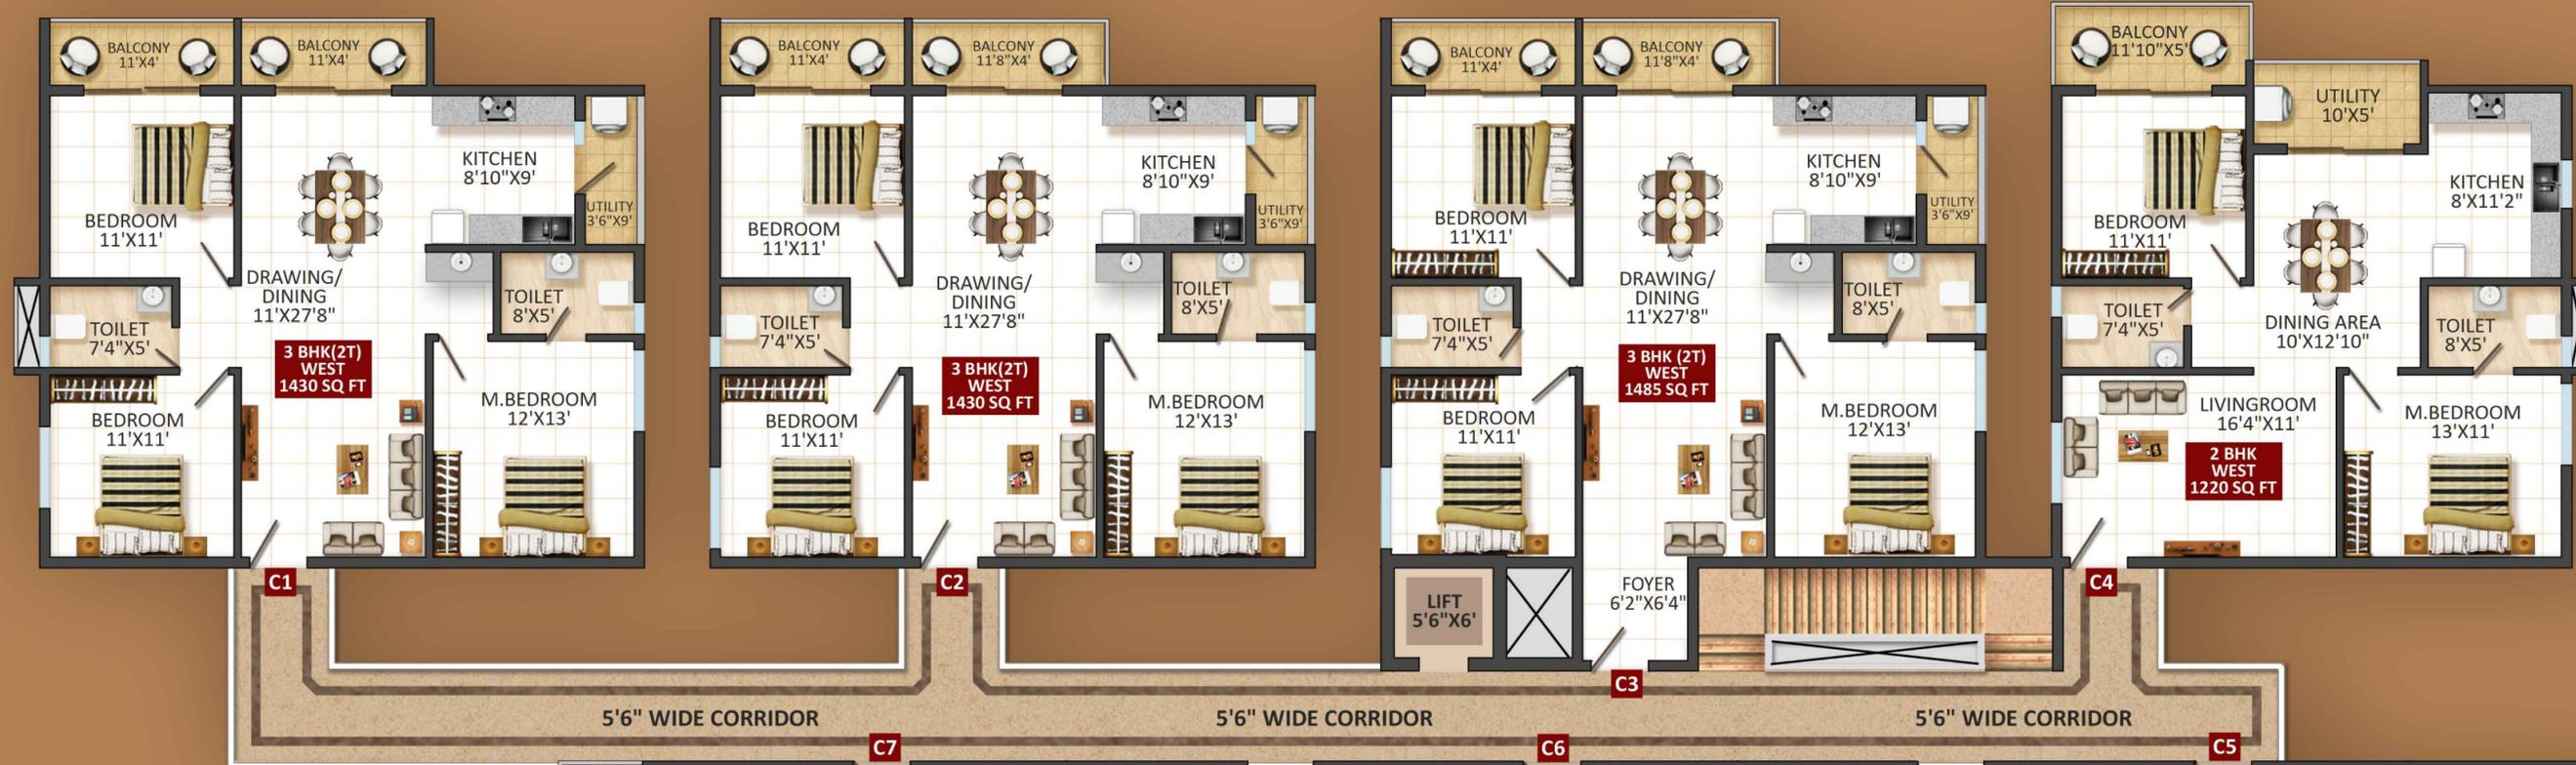 BALCONY
11'X4'
BALCONY
11'X4'
KITCHEN
8'10"X9'
UTILITY
3'6"X9'
BEDROOM
11'X11'
DRAWING/
DINING
11'X27'8"
TOILET
8'X5'
TOILET
7'4"X5'
3 BHK(2T)
WEST
1430 SQ FT
BEDROOM
11'X11'
M.BEDROOM
12'X13'
C1
BALCONY
11'X4'
BALCONY
11'8"X4'
KITCHEN
8'10"X9'
UTILITY
3'6"X9'
BEDROOM
11'X11'
DRAWING/
DINING
11'X27'8"
TOILET
8'X5'
TOILET
7'4"X5'
3 BHK(2T)
WEST
1430 SQ FT
BEDROOM
11'X11'
M.BEDROOM
12'X13'
C2
BALCONY
11'X4'
BALCONY
11'8"X4'
KITCHEN
8'10"X9'
UTILITY
3'6"X9'
BEDROOM
11'X11'
DRAWING/
DINING
11'X27'8"
TOILET
8'X5'
TOILET
7'4"X5'
3 BHK (2T)
WEST
1485 SQ FT
BEDROOM
11'X11'
M.BEDROOM
12'X13'
LIFT
5'6"X6'
FOYER
6'2"X6'4"
C3
BALCONY
11'10"X5'
UTILITY
10'X5'
KITCHEN
8'X11'2"
BEDROOM
11'X11'
TOILET
7'4"X5'
DINING AREA
10'X12'10"
TOILET
8'X5'
LIVINGROOM
16'4"X11'
M.BEDROOM
13'X11'
2 BHK
WEST
1220 SQ FT
C4
5'6" WIDE CORRIDOR
5'6" WIDE CORRIDOR
5'6" WIDE CORRIDOR
C7
C6
C5